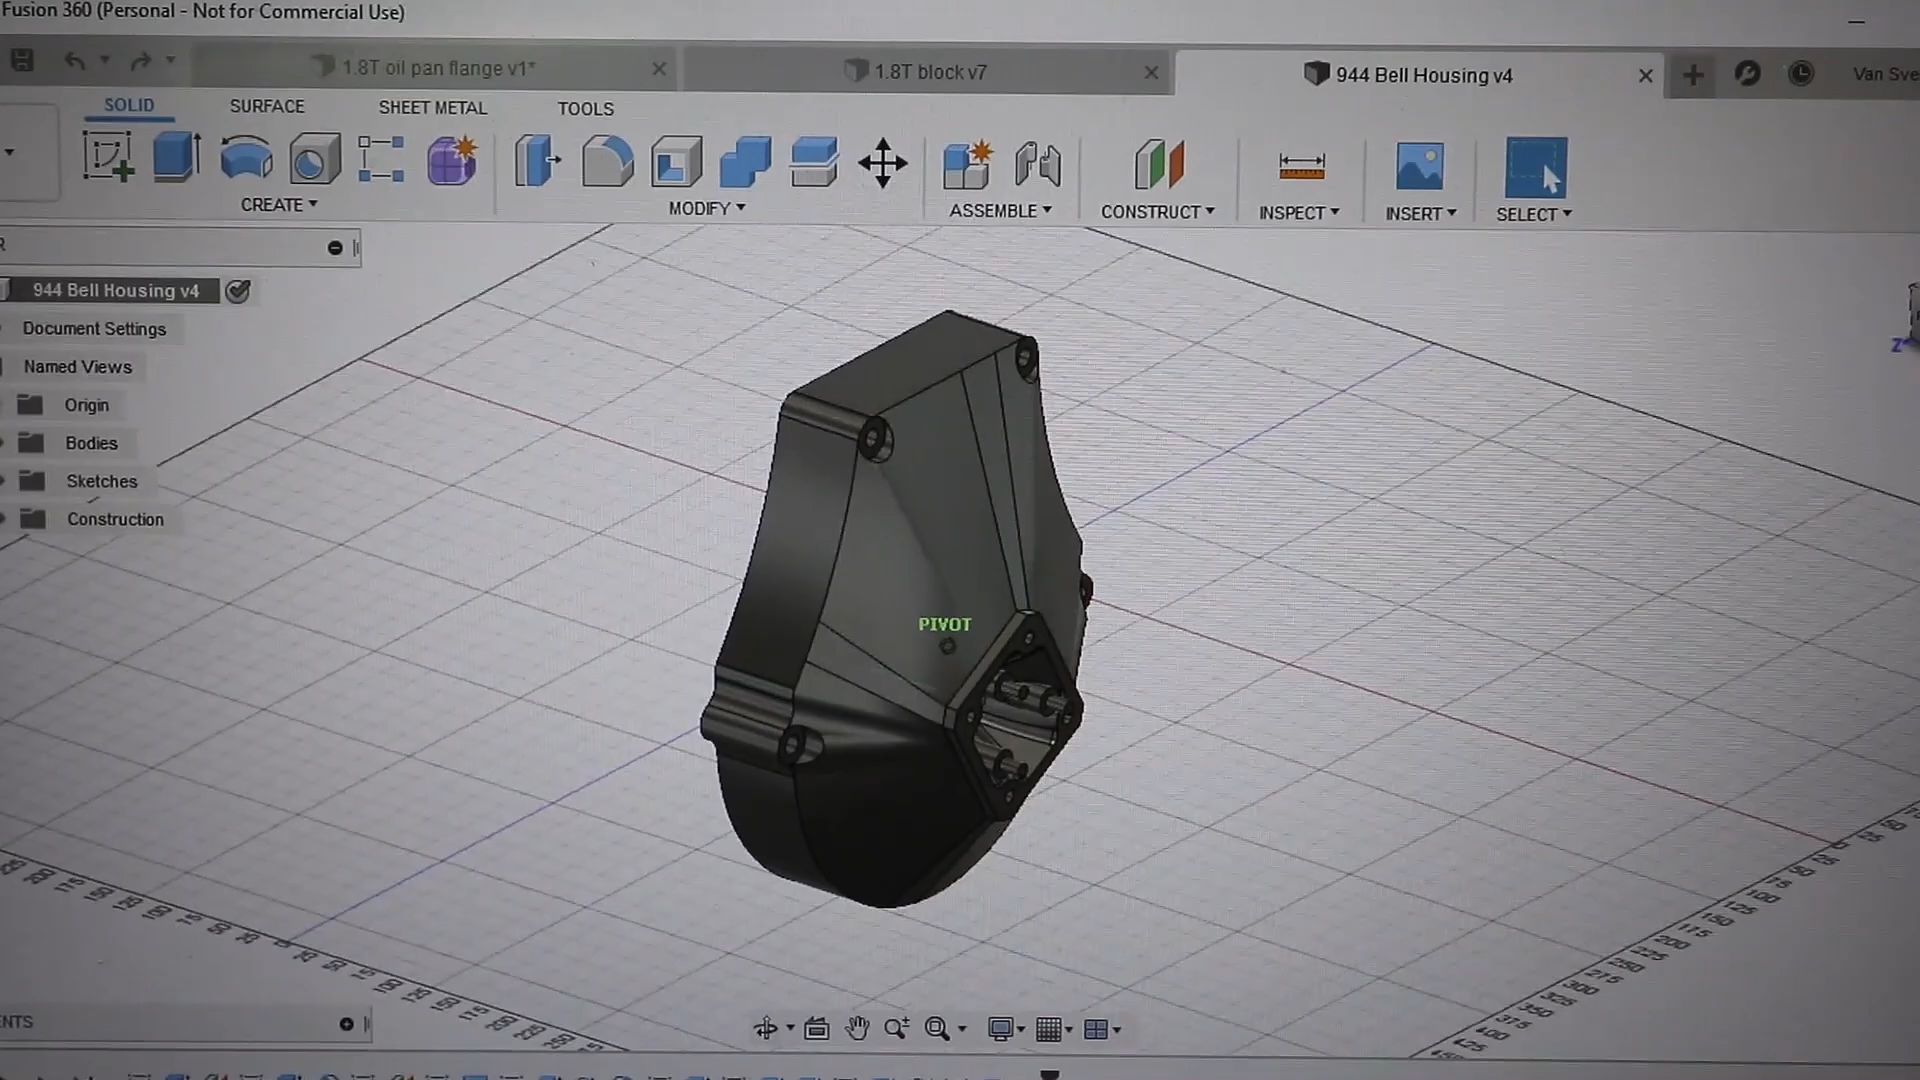 Fusion 360 (Personal - Not for Commercial Use)
1.8T oil pan flange v1*
1.8T block v7
944 Bell Housing v4
Van Sve
SOLID
SURFACE
SHEET METAL
TOOLS
CREATE
MODIFY
ASSEMBLE
CONSTRUCT
INSPECT
INSERT
SELECT
R
944 Bell Housing v4
Document Settings
Named Views
Origin
Bodies
Sketches
Construction
Z
PIVOT
NTS